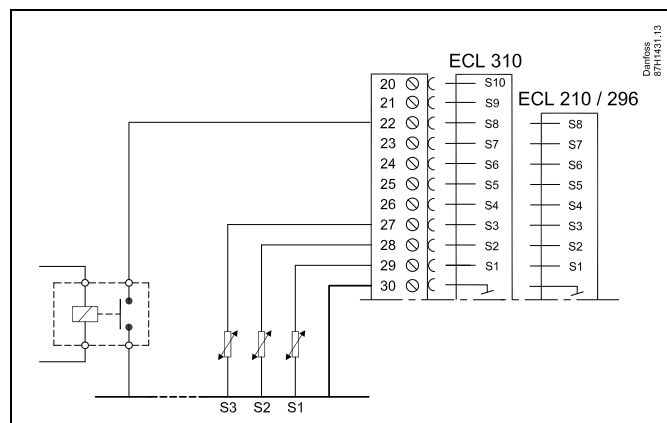 Danfoss
87H1431.13
ECL 310
ECL 210 / 296
20 S10
21 S9
22 S8 S8
23 S7 S7
24 S6 S6
25 S5 S5
26 S4 S4
27 S3 S3
28 S2 S2
29 S1 S1
30
S3 S2 S1